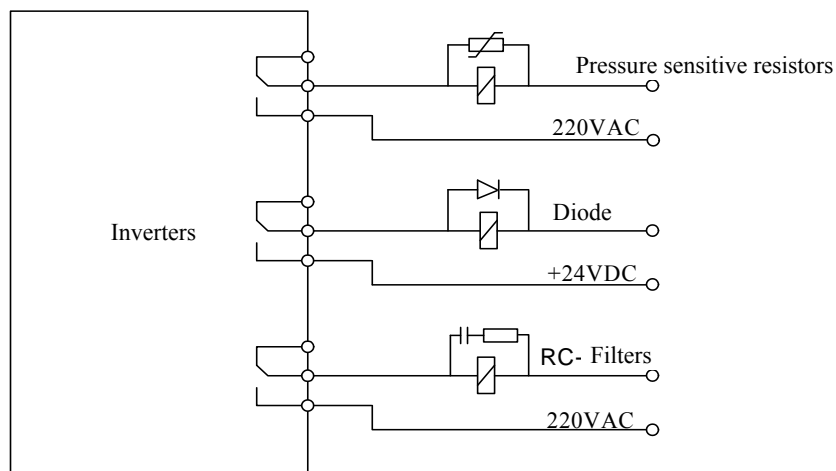 Pressure sensitive resistors
220VAC
Diode
Inverters
+24VDC
RC- Filters
220VAC